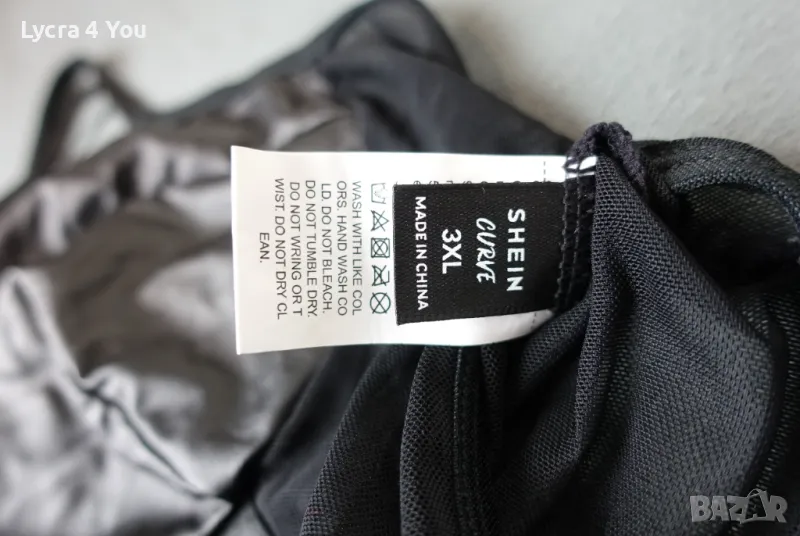 Lycra 4 You
SHEIN
CURVE
3XL
MADE IN CHINA
WASH WITH LIKE COL
ORS. HAND WASH CO
LD. DO NOT BLEACH.
DO NOT TUMBLE DRY.
DO NOT WRING OR T
WIST. DO NOT DRY CL
EAN.
BAZAR